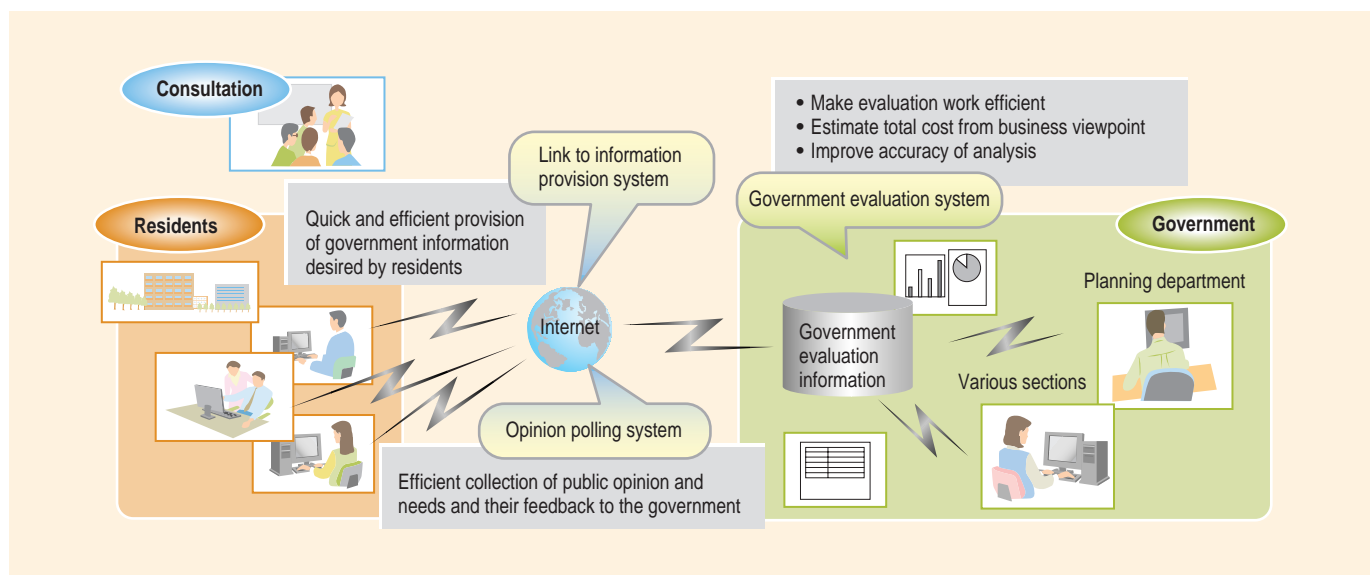 Consultation
• Make evaluation work efficient
• Estimate total cost from business viewpoint
• Improve accuracy of analysis
Link to information
provision system
Government evaluation system
Residents
Quick and efficient provision
of government information
desired by residents
Government
Planning department
Internet
Government
evaluation
information
Various sections
Opinion polling system
Efficient collection of public opinion and
needs and their feedback to the government